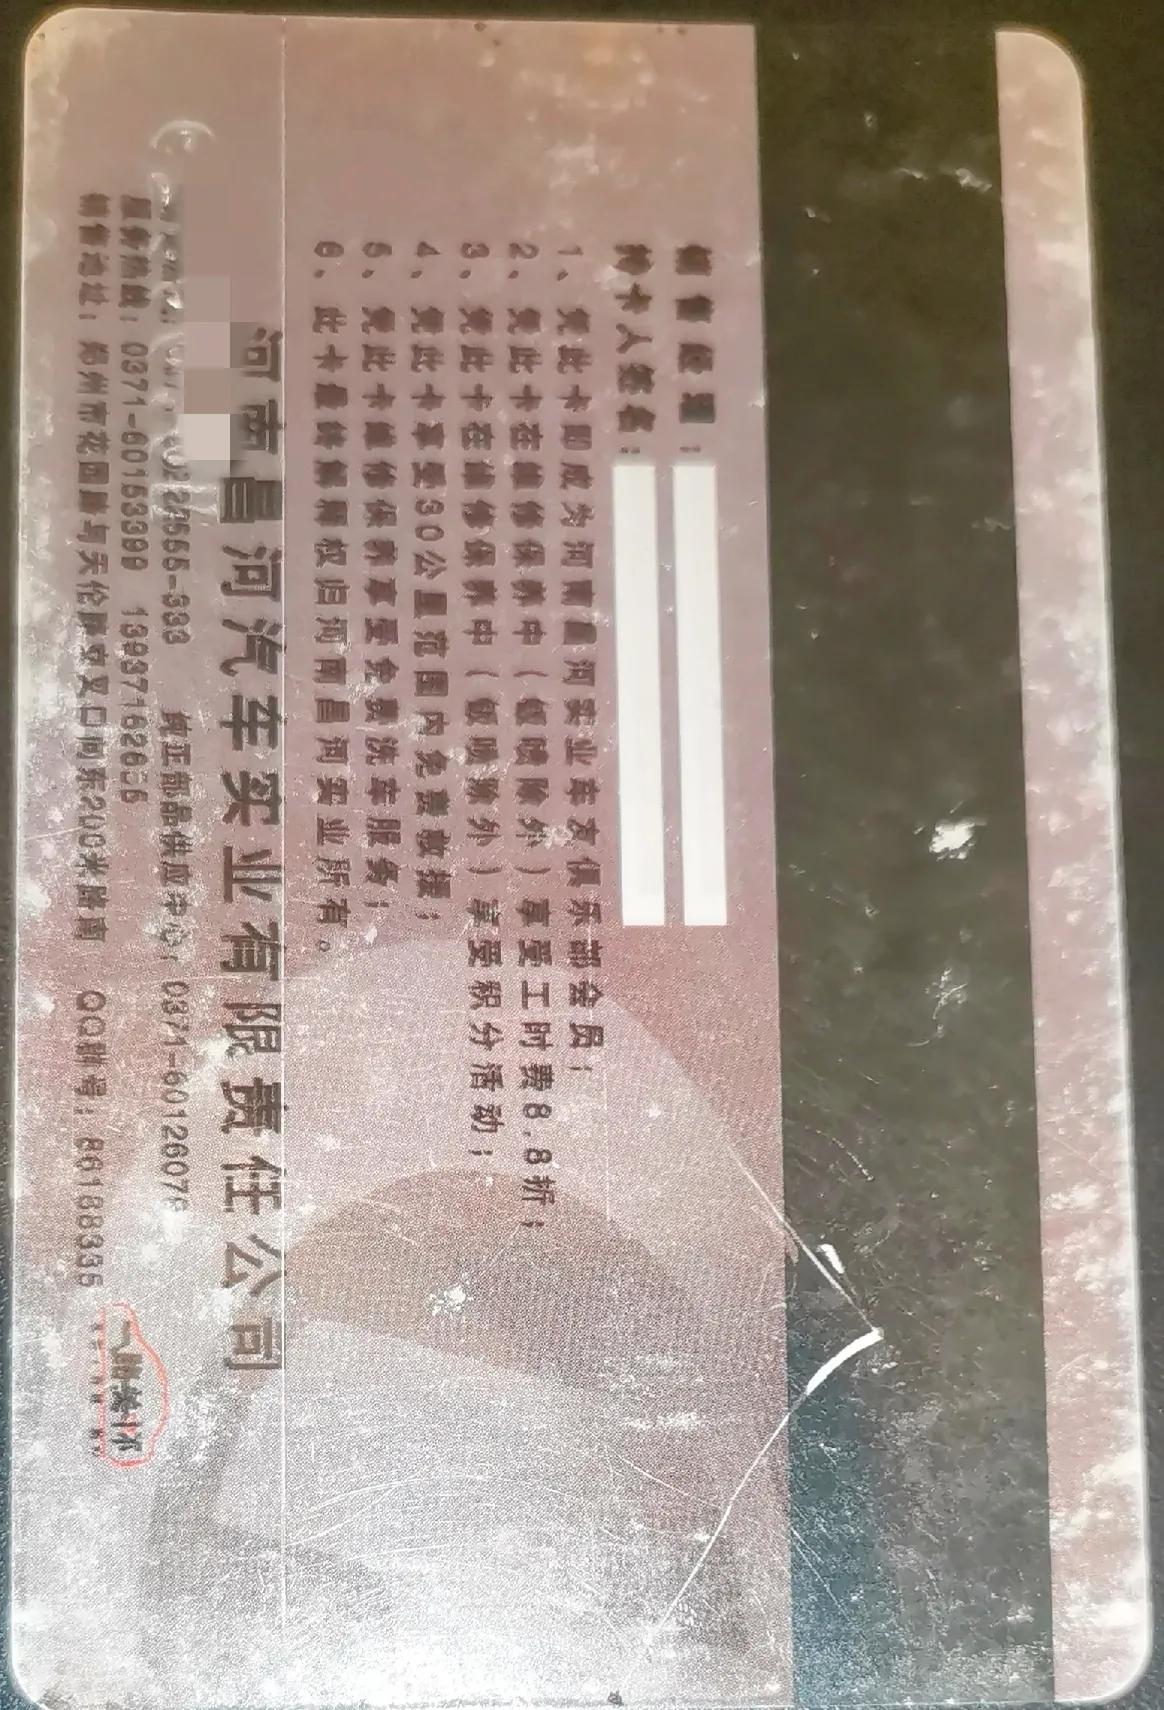 销售顾问：
持卡人签名：
1、凭此卡即成为河南昌河实业车友俱乐部会员；
2、凭此卡在维修保养中（钣喷除外）享受工时费8.8折；
3、凭此卡在维修保养中（钣喷除外）享受积分活动；
4、凭此卡享受30公里范围内免费救援；
5、凭此卡维修保养享受免费洗车服务；
6、此卡最终解释权归河南昌河实业所有。
河南昌河汽车实业有限责任公司
纯正部品供应中心：0371-6012607
服务热线：0371-60153999 1393716265
销售地址：郑州市花园路与天伦路交叉口向东200米路南 QQ群号：86188335